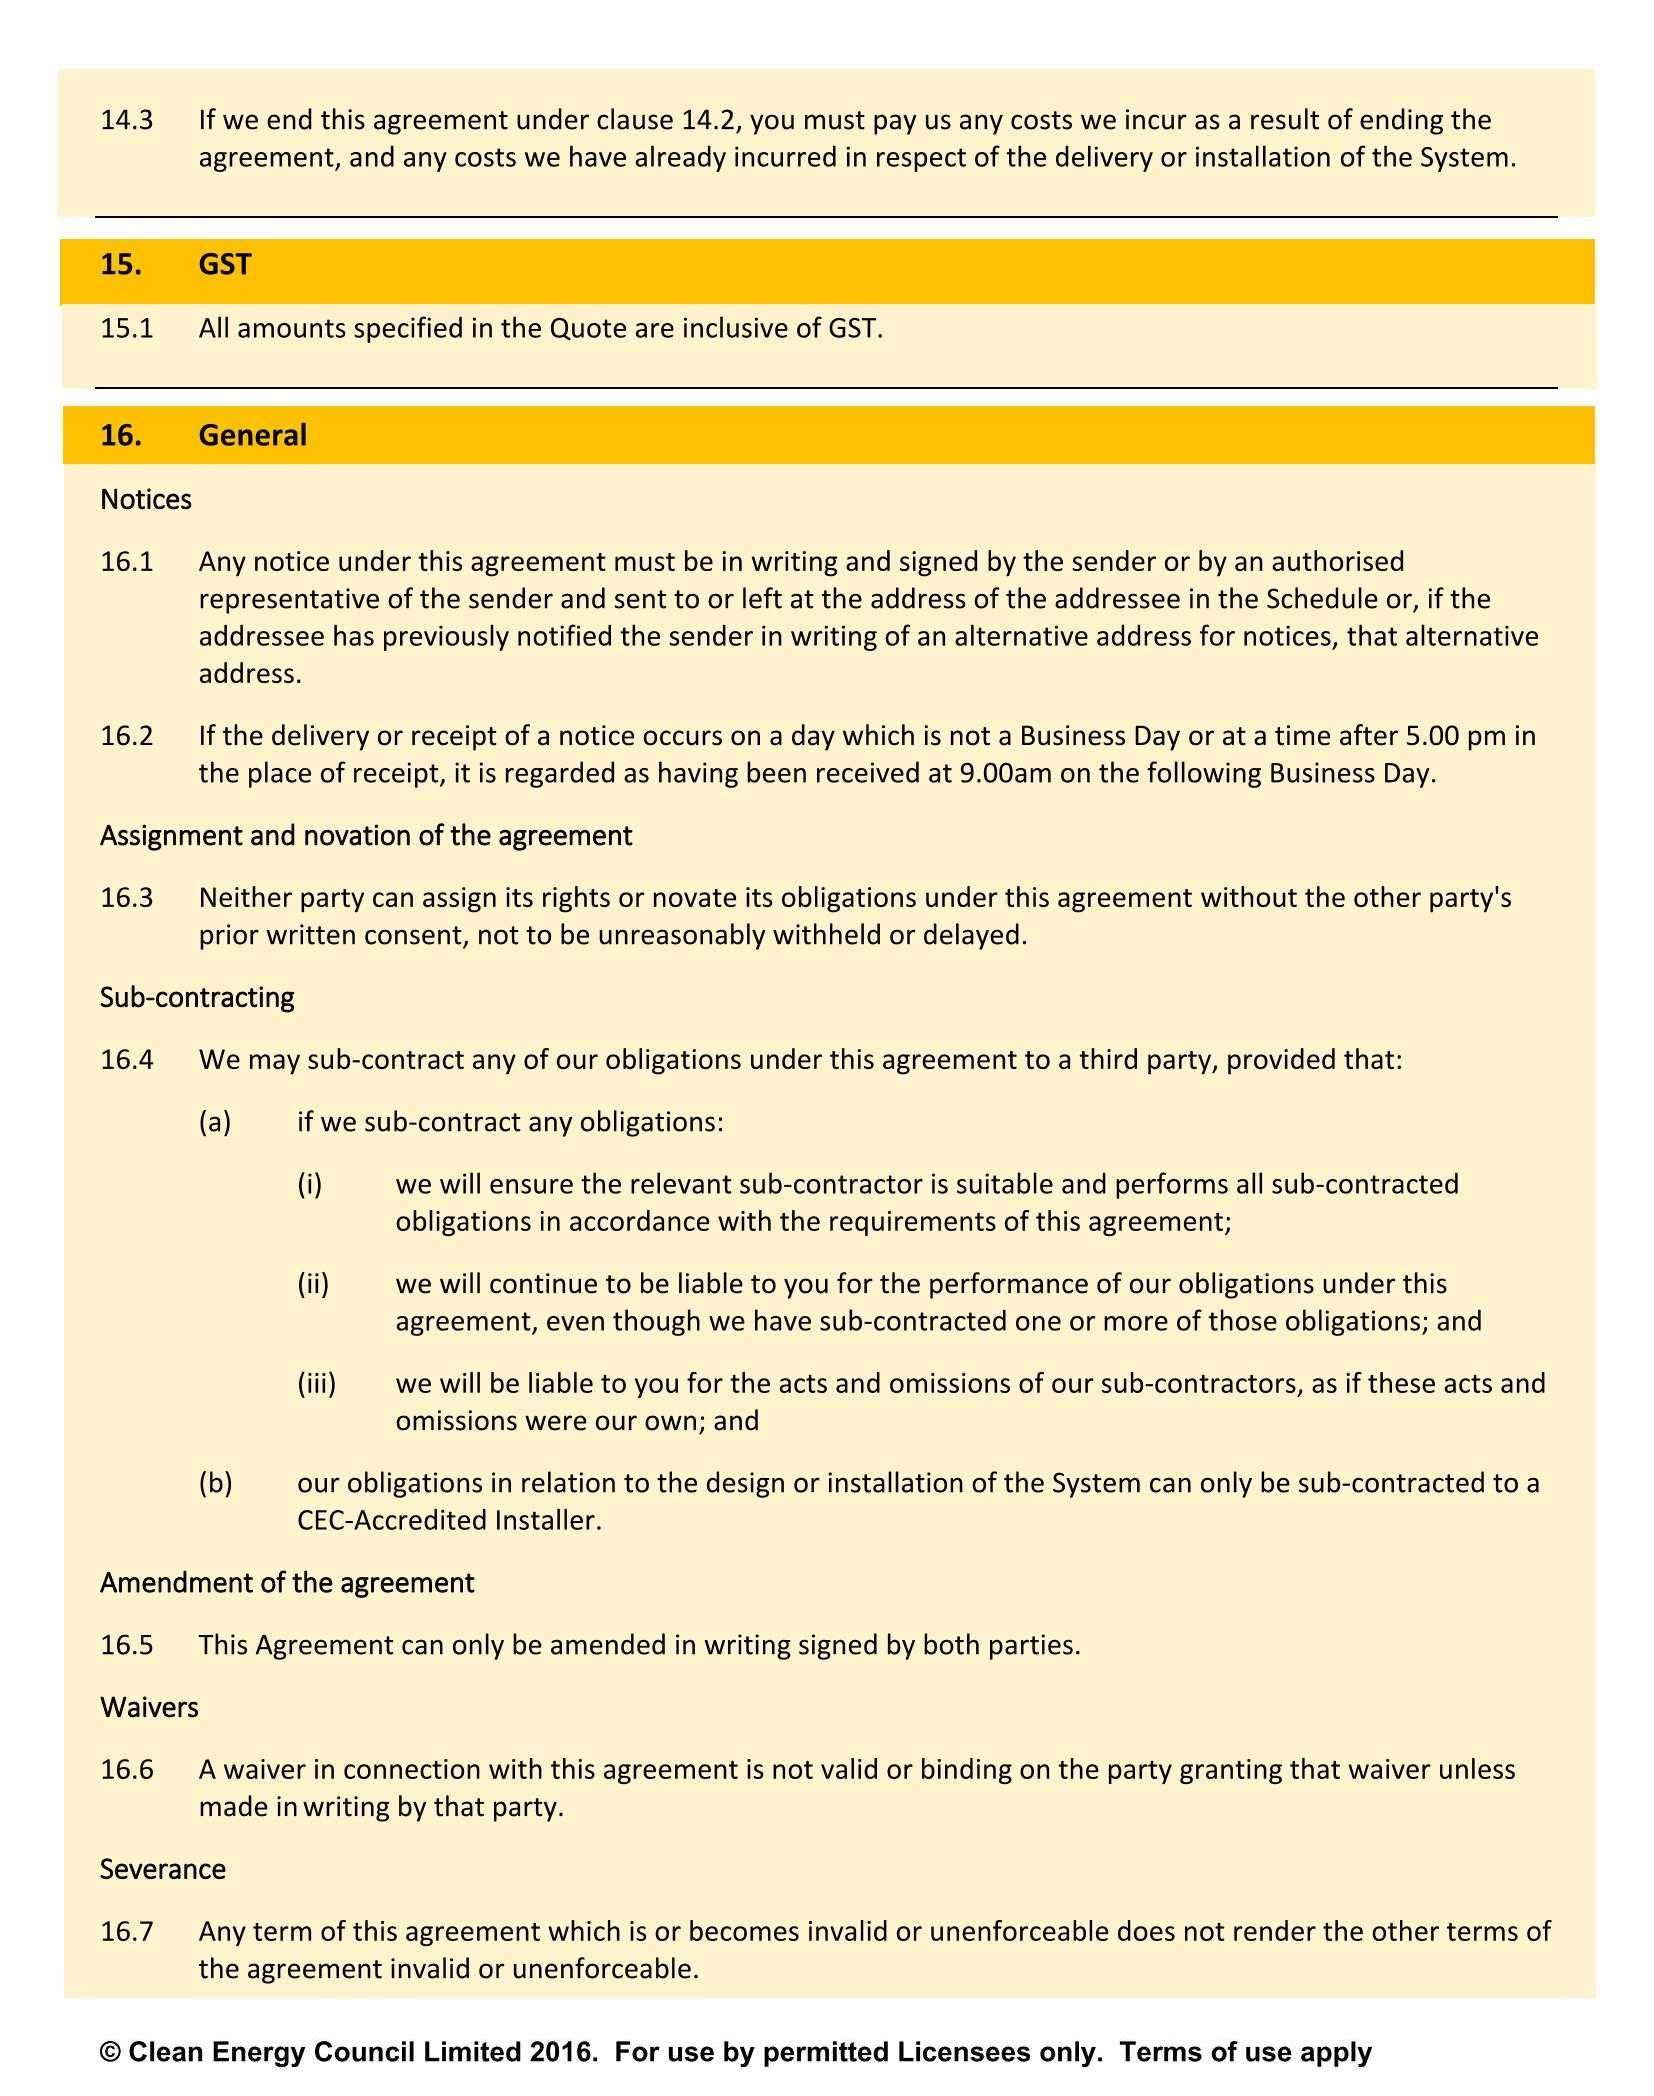 14.3 If we end this agreement under clause 14.2, you must pay us any costs we incur as a result of ending the
agreement, and any costs we have already incurred in respect of the delivery or installation of the System.
15. GST
15.1 All amounts specified in the Quote are inclusive of GST.
16. General
Notices
16.1 Any notice under this agreement must be in writing and signed by the sender or by an authorised
representative of the sender and sent to or left at the address of the addressee in the Schedule or, if the
addressee has previously notified the sender in writing of an alternative address for notices, that alternative
address.
16.2 If the delivery or receipt of a notice occurs on a day which is not a Business Day or at a time after 5.00 pm in
the place of receipt, it is regarded as having been received at 9.00am on the following Business Day.
Assignment and novation of the agreement
16.3 Neither party can assign its rights or novate its obligations under this agreement without the other party's
prior written consent, not to be unreasonably withheld or delayed.
Sub-contracting
16.4 We may sub-contract any of our obligations under this agreement to a third party, provided that:
(a) if we sub-contract any obligations:
(i) we will ensure the relevant sub-contractor is suitable and performs all sub-contracted
obligations in accordance with the requirements of this agreement;
(ii) we will continue to be liable to you for the performance of our obligations under this
agreement, even though we have sub-contracted one or more of those obligations; and
(iii) we will be liable to you for the acts and omissions of our sub-contractors, as if these acts and
omissions were our own; and
(b) our obligations in relation to the design or installation of the System can only be sub-contracted to a
CEC-Accredited Installer.
Amendment of the agreement
16.5 This Agreement can only be amended in writing signed by both parties.
Waivers
16.6 A waiver in connection with this agreement is not valid or binding on the party granting that waiver unless
made in writing by that party.
Severance
16.7 Any term of this agreement which is or becomes invalid or unenforceable does not render the other terms of
the agreement invalid or unenforceable.
© Clean Energy Council Limited 2016. For use by permitted Licensees only. Terms of use apply